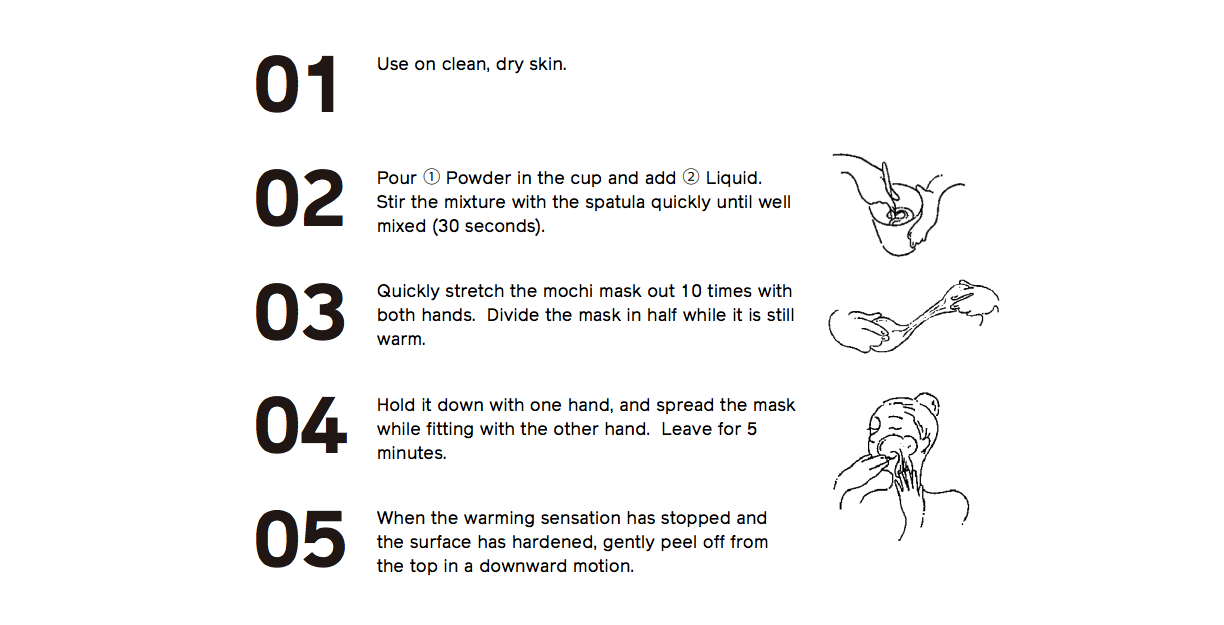 01
Use on clean, dry skin.
02
Pour ① Powder in the cup and add ② Liquid.
Stir the mixture with the spatula quickly until well
mixed (30 seconds).
03
Quickly stretch the mochi mask out 10 times with
both hands.  Divide the mask in half while it is still
warm.
04
Hold it down with one hand, and spread the mask
while fitting with the other hand.  Leave for 5
minutes.
05
When the warming sensation has stopped and
the surface has hardened, gently peel off from
the top in a downward motion.